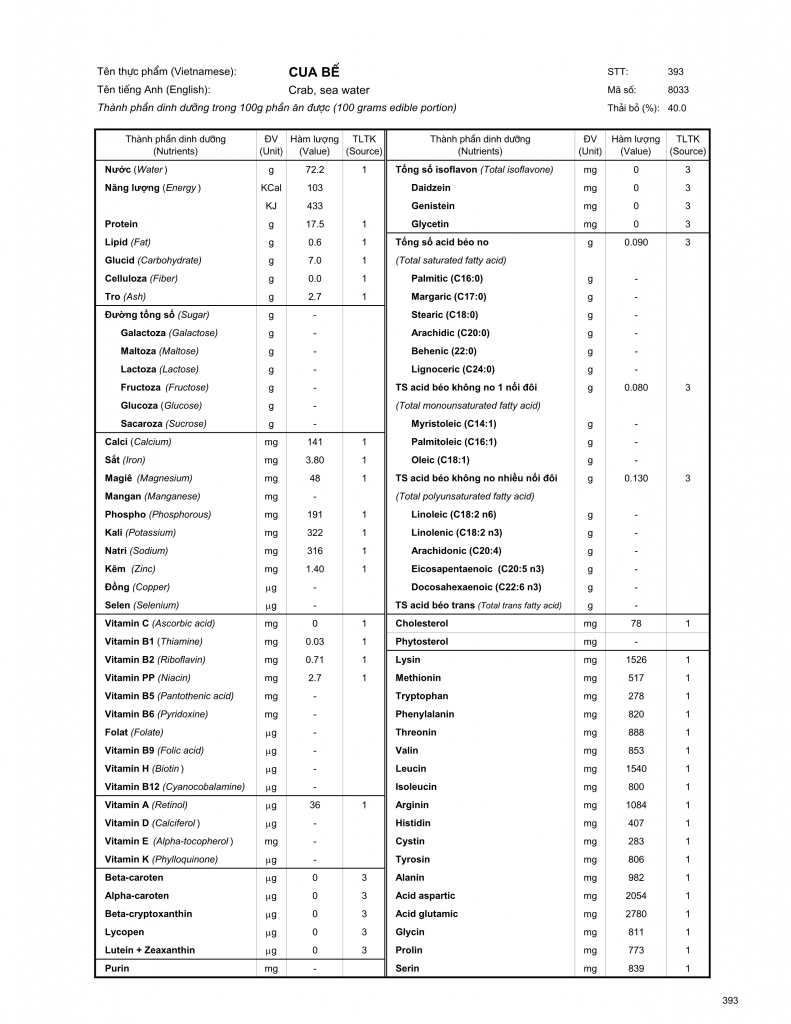 Tên thực phẩm (Vietnamese): CUA BỂ STT: 393
Tên tiếng Anh (English): Crab, sea water Mã số: 8033
Thành phần dinh dưỡng trong 100g phần ăn được (100 grams edible portion) Thải bỏ (%): 40.0
Thành phần dinh dưỡng ĐV Hàm lượng TLTK Thành phần dinh dưỡng ĐV Hàm lượng TLTK
(Nutrients) (Unit) (Value) (Source) (Nutrients) (Unit) (Value) (Source)
Nước (Water) g 72.2 1 Tổng số isoflavon (Total isoflavone) mg 0 3
Năng lượng (Energy) KCal 103 Daidzein mg 0 3
KJ 433 Genistein mg 0 3
Protein g 17.5 1 Glycetin mg 0 3
Lipid (Fat) g 0.6 1 Tổng số acid béo no g 0.090 3
Glucid (Carbohydrate) g 7.0 1 (Total saturated fatty acid)
Celluloza (Fiber) g 0.0 1 Palmitic (C16:0) g -
Tro (Ash) g 2.7 1 Margaric (C17:0) g -
Đường tổng số (Sugar) g - Stearic (C18:0) g -
Galactoza (Galactose) g - Arachidic (C20:0) g -
Maltoza (Maltose) g - Behenic (22:0) g -
Lactoza (Lactose) g - Lignoceric (C24:0) g -
Fructoza (Fructose) g - TS acid béo không no 1 nối đôi g 0.080 3
Glucoza (Glucose) g - (Total monounsaturated fatty acid)
Sacaroza (Sucrose) g - Myristoleic (C14:1) g -
Calci (Calcium) mg 141 1 Palmitoleic (C16:1) g -
Sắt (Iron) mg 3.80 1 Oleic (C18:1) g -
Magiê (Magnesium) mg 48 1 TS acid béo không no nhiều nối đôi g 0.130 3
Mangan (Manganese) mg - (Total polyunsaturated fatty acid)
Phospho (Phosphorous) mg 191 1 Linoleic (C18:2 n6) g -
Kali (Potassium) mg 322 1 Linolenic (C18:2 n3) g -
Natri (Sodium) mg 316 1 Arachidonic (C20:4) g -
Kẽm (Zinc) mg 1.40 1 Eicosapentaenoic (C20:5 n3) g -
Đồng (Copper) µg - Docosahexaenoic (C22:6 n3) g -
Selen (Selenium) µg - TS acid béo trans (Total trans fatty acid) g -
Vitamin C (Ascorbic acid) mg 0 1 Cholesterol mg 78 1
Vitamin B1 (Thiamine) mg 0.03 1 Phytosterol mg -
Vitamin B2 (Riboflavin) mg 0.71 1 Lysin mg 1526 1
Vitamin PP (Niacin) mg 2.7 1 Methionin mg 517 1
Vitamin B5 (Pantothenic acid) mg - Tryptophan mg 278 1
Vitamin B6 (Pyridoxine) mg - Phenylalanin mg 820 1
Folat (Folate) µg - Threonin mg 888 1
Vitamin B9 (Folic acid) µg - Valin mg 853 1
Vitamin H (Biotin) µg - Leucin mg 1540 1
Vitamin B12 (Cyanocobalamine) µg - Isoleucin mg 800 1
Vitamin A (Retinol) µg 36 1 Arginin mg 1084 1
Vitamin D (Calciferol) µg - Histidin mg 407 1
Vitamin E (Alpha-tocopherol) mg - Cystin mg 283 1
Vitamin K (Phylloquinone) µg - Tyrosin mg 806 1
Beta-caroten µg 0 3 Alanin mg 982 1
Alpha-caroten µg 0 3 Acid aspartic mg 2054 1
Beta-cryptoxanthin µg 0 3 Acid glutamic mg 2780 1
Lycopen µg 0 3 Glycin mg 811 1
Lutein + Zeaxanthin µg 0 3 Prolin mg 773 1
Purin mg - Serin mg 839 1
393